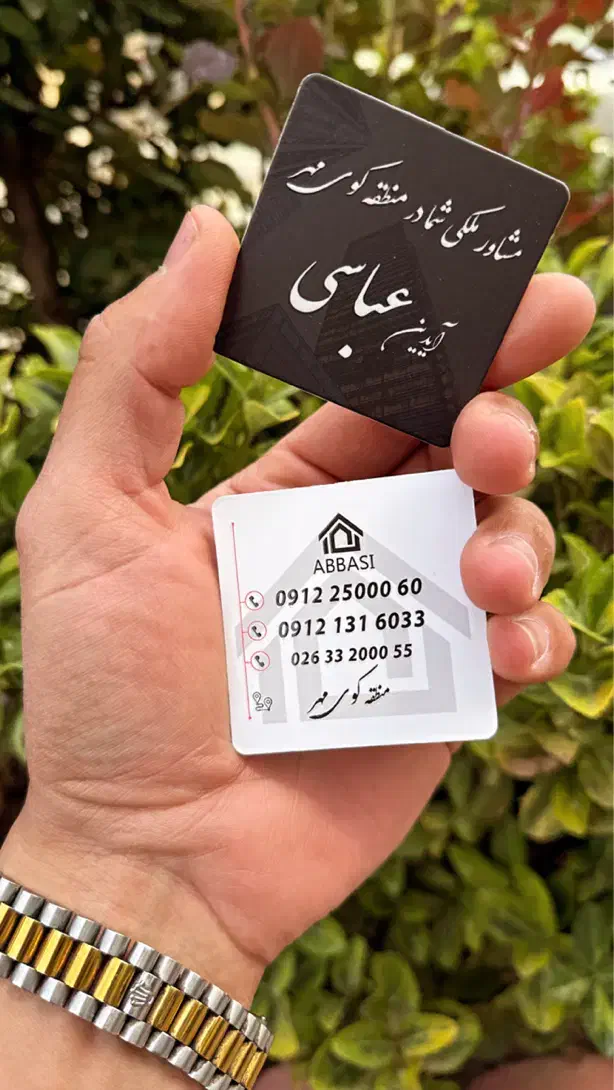 مشاور ملکی شما در منطقه کوی مهر
آیدین عباسی
ABBASI
0912 25000 60
0912 131 6033
026 33 2000 55
منطقه کوی مهر